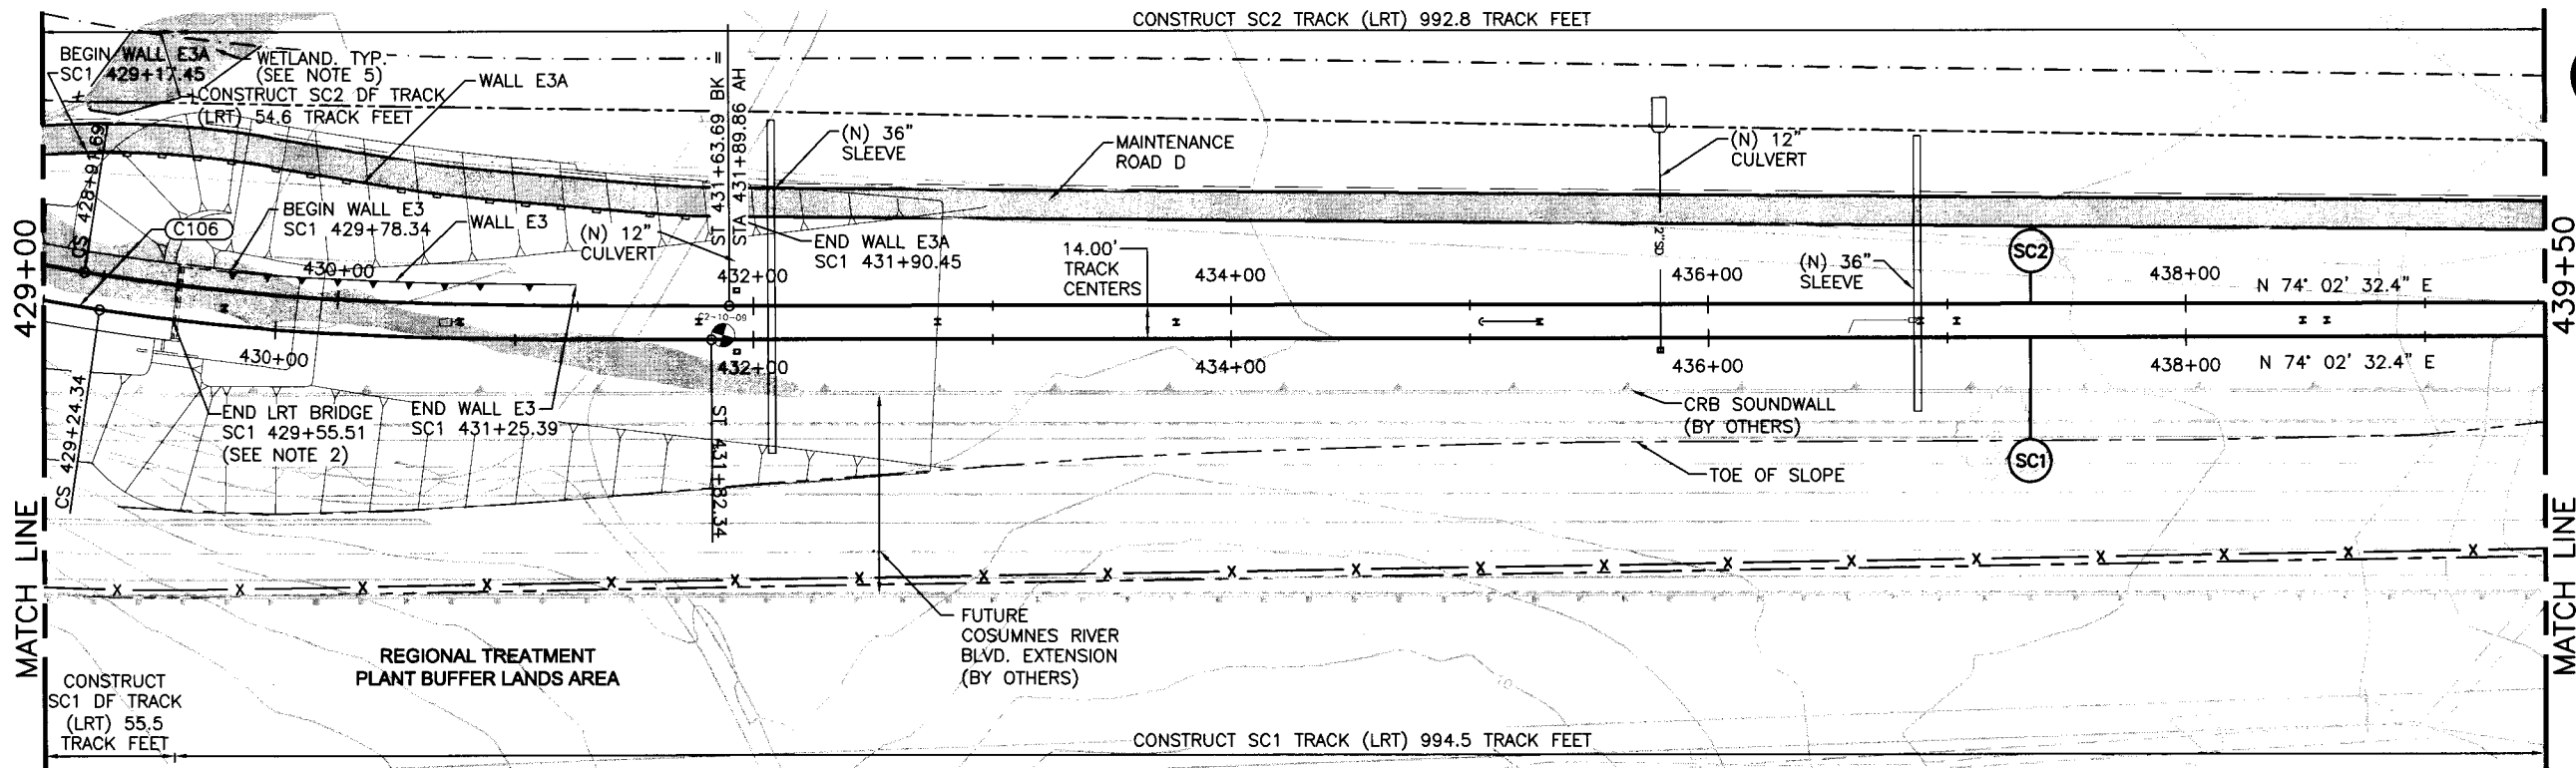 CONSTRUCT SC2 TRACK (LRT) 992.8 TRACK FEET
BEGIN WALL E3A
SC1 429+17.45
WETLAND. TYP.
(SEE NOTE 5)
CONSTRUCT SC2 DF TRACK
(LRT) 54.6 TRACK FEET
WALL E3A
ST 431+63.69 BK =
STA 431+89.86 AH
(N) 36"
SLEEVE
MAINTENANCE
ROAD D
(N) 12"
CULVERT
CS 428+91.69
C106
BEGIN WALL E3
SC1 429+78.34
WALL E3
(N) 12"
CULVERT
END WALL E3A
SC1 431+90.45
14.00'
TRACK
CENTERS
12"SD
(N) 36"
SLEEVE
SC2
429+00
430+00
432+00
434+00
436+00
438+00
N 74° 02' 32.4" E
439+50
C2-10-09
430+00
432+00
434+00
436+00
438+00
N 74° 02' 32.4" E
CS 429+24.34
END LRT BRIDGE
SC1 429+55.51
(SEE NOTE 2)
END WALL E3
SC1 431+25.39
ST 431+82.34
CRB SOUNDWALL
(BY OTHERS)
TOE OF SLOPE
SC1
MATCH LINE
MATCH LINE
X X X X X X X X X X X X X X X X X X X X
FUTURE
COSUMNES RIVER
BLVD. EXTENSION
(BY OTHERS)
REGIONAL TREATMENT
PLANT BUFFER LANDS AREA
10
CONSTRUCT
SC1 DF TRACK
(LRT) 55.5
TRACK FEET
CONSTRUCT SC1 TRACK (LRT) 994.5 TRACK FEET